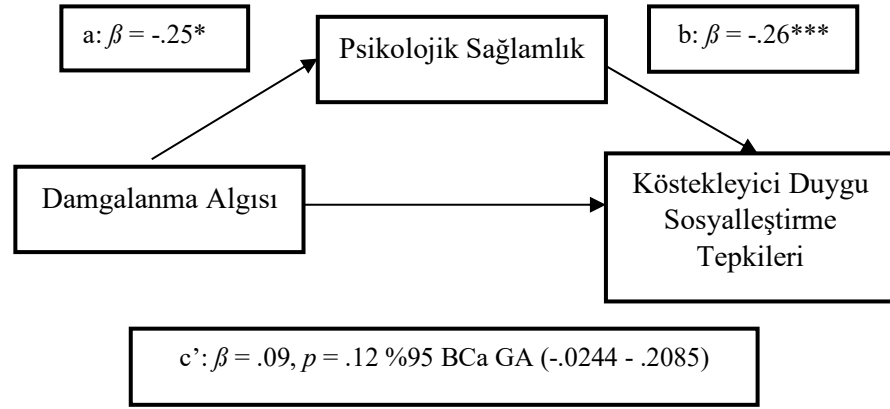 a: β = -.25*
Psikolojik Sağlamlık
b: β = -.26***
Damgalanma Algısı
Köstekleyici Duygu
Sosyalleştirme
Tepkileri
c’: β = .09, p = .12 %95 BCa GA (-.0244 - .2085)